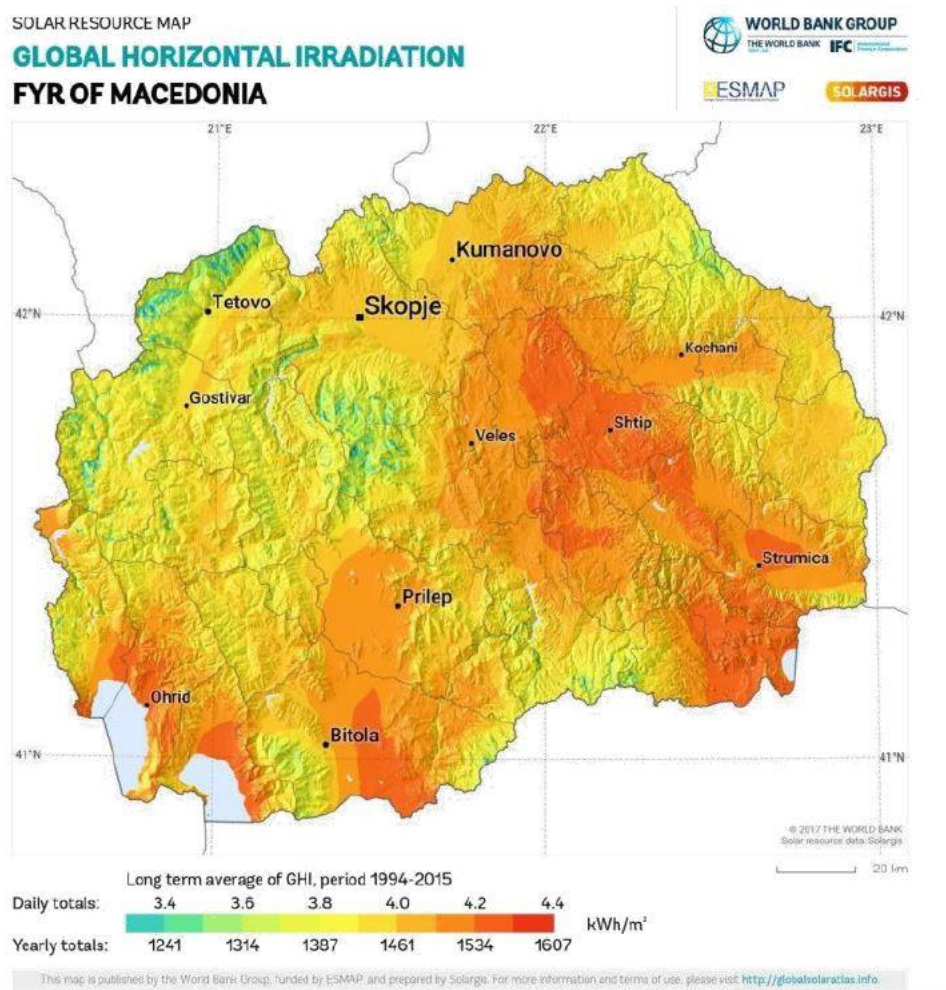 SOLAR RESOURCE MAP
GLOBAL HORIZONTAL IRRADIATION
FYR OF MACEDONIA
WORLD BANK GROUP
THE WORLD BANK IFC International Finance Corporation
ESMAP
SOLARGIS
21°E 22°E 23°E
Kumanovo
Tetovo
Skopje
42°N 42°N
Kochani
Gostivar
Shtip
Veles
Strumica
Prilep
Ohrid
Bitola
41°N 41°N
© 2017 THE WORLD BANK
Solar resource data: Solargis
20 km
Long term average of GHI, period 1994-2015
Daily totals: 3.4 3.6 3.8 4.0 4.2 4.4
kWh/m²
Yearly totals: 1241 1314 1387 1461 1534 1607
This map is published by the World Bank Group, funded by ESMAP, and prepared by Solargis. For more information and terms of use, please visit http://globalsolaratlas.info